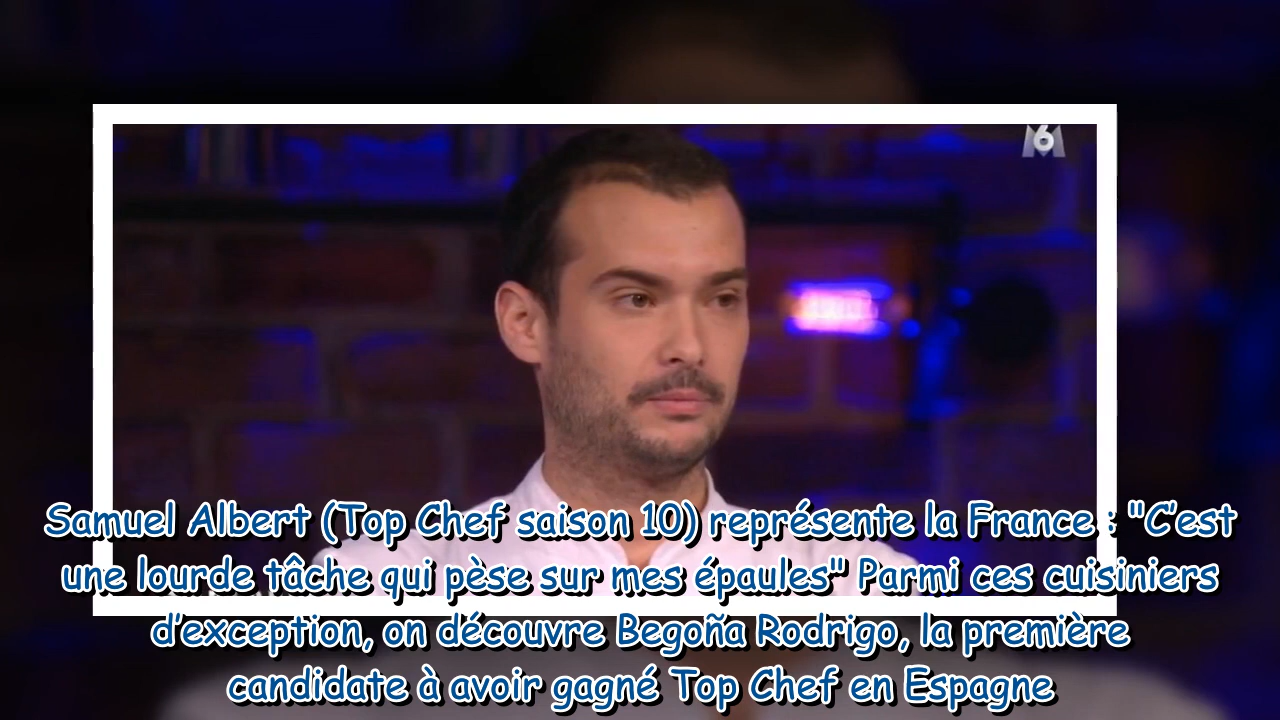 M6
Samuel Albert (Top Chef saison 10) représente la France : "C'est
une lourde tâche qui pèse sur mes épaules" Parmi ces cuisiniers
d'exception, on découvre Begoña Rodrigo, la première
candidate à avoir gagné Top Chef en Espagne